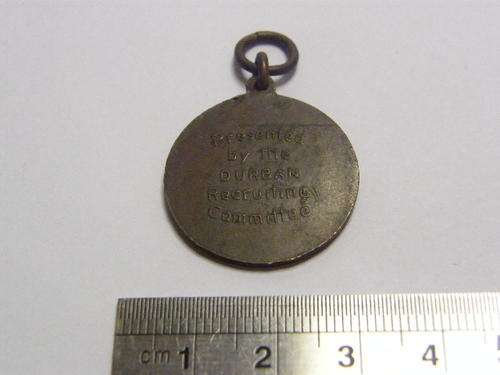 Presented
by the
DURBAN
Recruiting
Committee
cm 1 2 3 4